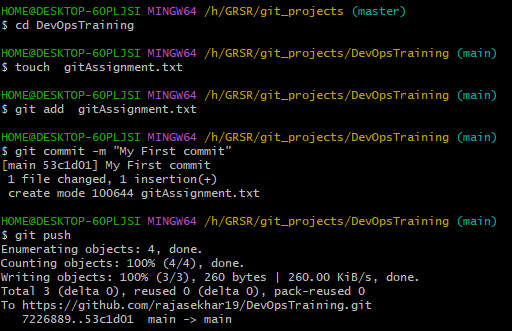 HOME@DESKTOP-6OPLJSI MINGW64 /h/GRSR/git_projects (master)
$ cd DevOpsTraining
HOME@DESKTOP-6OPLJSI MINGW64 /h/GRSR/git_projects/DevOpsTraining (main)
$ touch  gitAssignment.txt
HOME@DESKTOP-6OPLJSI MINGW64 /h/GRSR/git_projects/DevOpsTraining (main)
$ git add  gitAssignment.txt
HOME@DESKTOP-6OPLJSI MINGW64 /h/GRSR/git_projects/DevOpsTraining (main)
$ git commit -m "My First commit"
[main 53c1d01] My First commit
 1 file changed, 1 insertion(+)
 create mode 100644 gitAssignment.txt
HOME@DESKTOP-6OPLJSI MINGW64 /h/GRSR/git_projects/DevOpsTraining (main)
$ git push
Enumerating objects: 4, done.
Counting objects: 100% (4/4), done.
Writing objects: 100% (3/3), 260 bytes | 260.00 KiB/s, done.
Total 3 (delta 0), reused 0 (delta 0), pack-reused 0
To https://github.com/rajasekhar19/DevOpsTraining.git
   7226889..53c1d01  main -> main